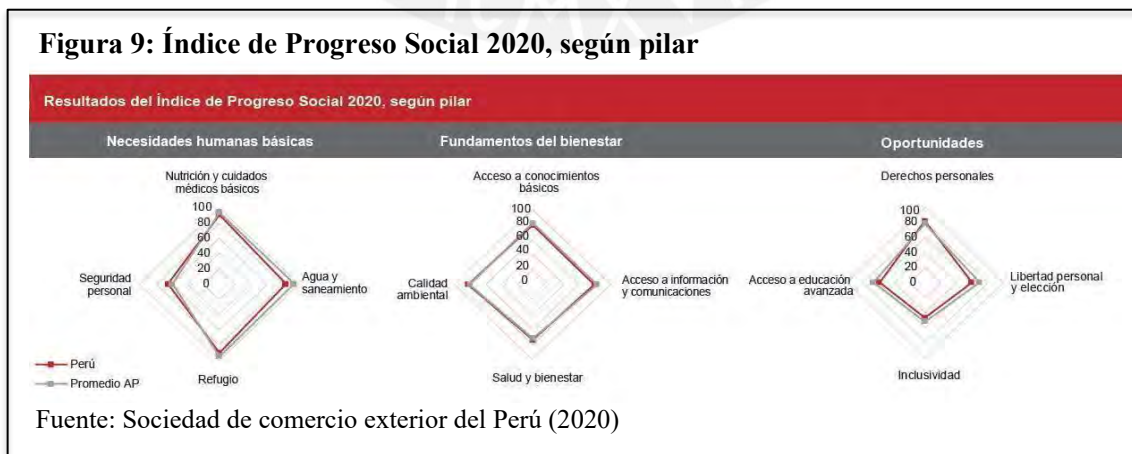 Figura 9: Índice de Progreso Social 2020, según pilar
Resultados del Índice de Progreso Social 2020, según pilar
Necesidades humanas básicas
Nutrición y cuidados
médicos básicos
100
80
60
40
20
0
Seguridad
personal
Agua y
saneamiento
Refugio
Perú
Promedio AP
Fundamentos del bienestar
Acceso a conocimientos
básicos
100
80
60
40
20
0
Calidad
ambiental
Acceso a información
y comunicaciones
Salud y bienestar
Oportunidades
Derechos personales
100
80
60
40
20
0
Acceso a educación
avanzada
Libertad personal
y elección
Inclusividad
Fuente: Sociedad de comercio exterior del Perú (2020)